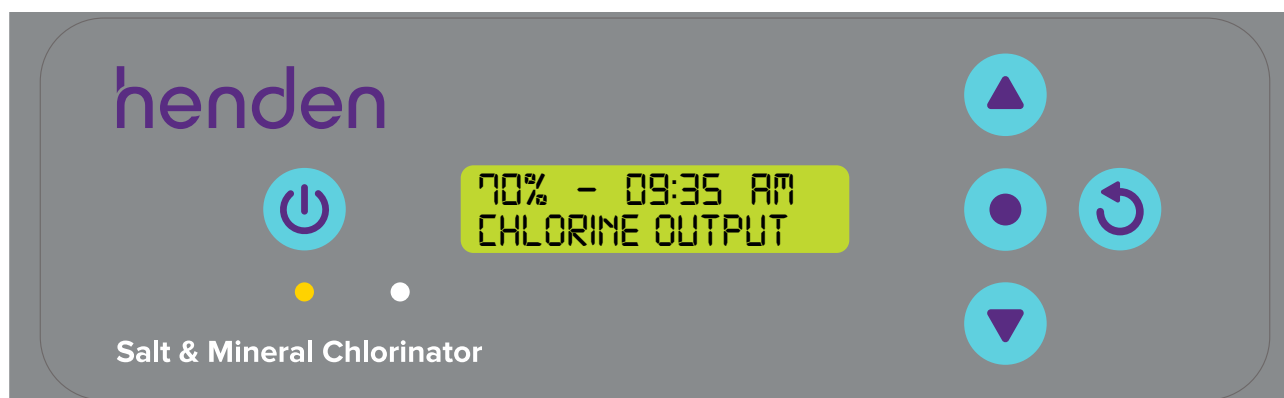 henden
70% - 09:35 AM
CHLORINE OUTPUT
Salt & Mineral Chlorinator